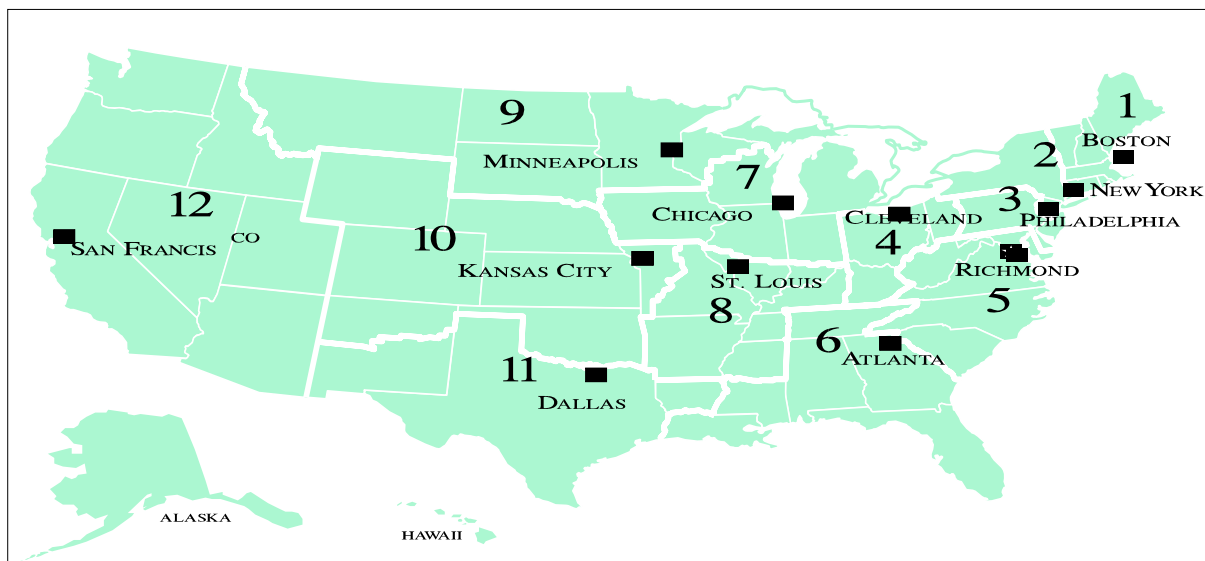 1
BOSTON
9
2
MINNEAPOLIS
7
NEW YORK
12
3
CHICAGO
CLEVELAND
PHILADELPHIA
SAN FRANCIS CO
10
4
KANSAS CITY
ST. LOUIS
RICHMOND
8
5
6
ATLANTA
11
DALLAS
ALASKA
HAWAII